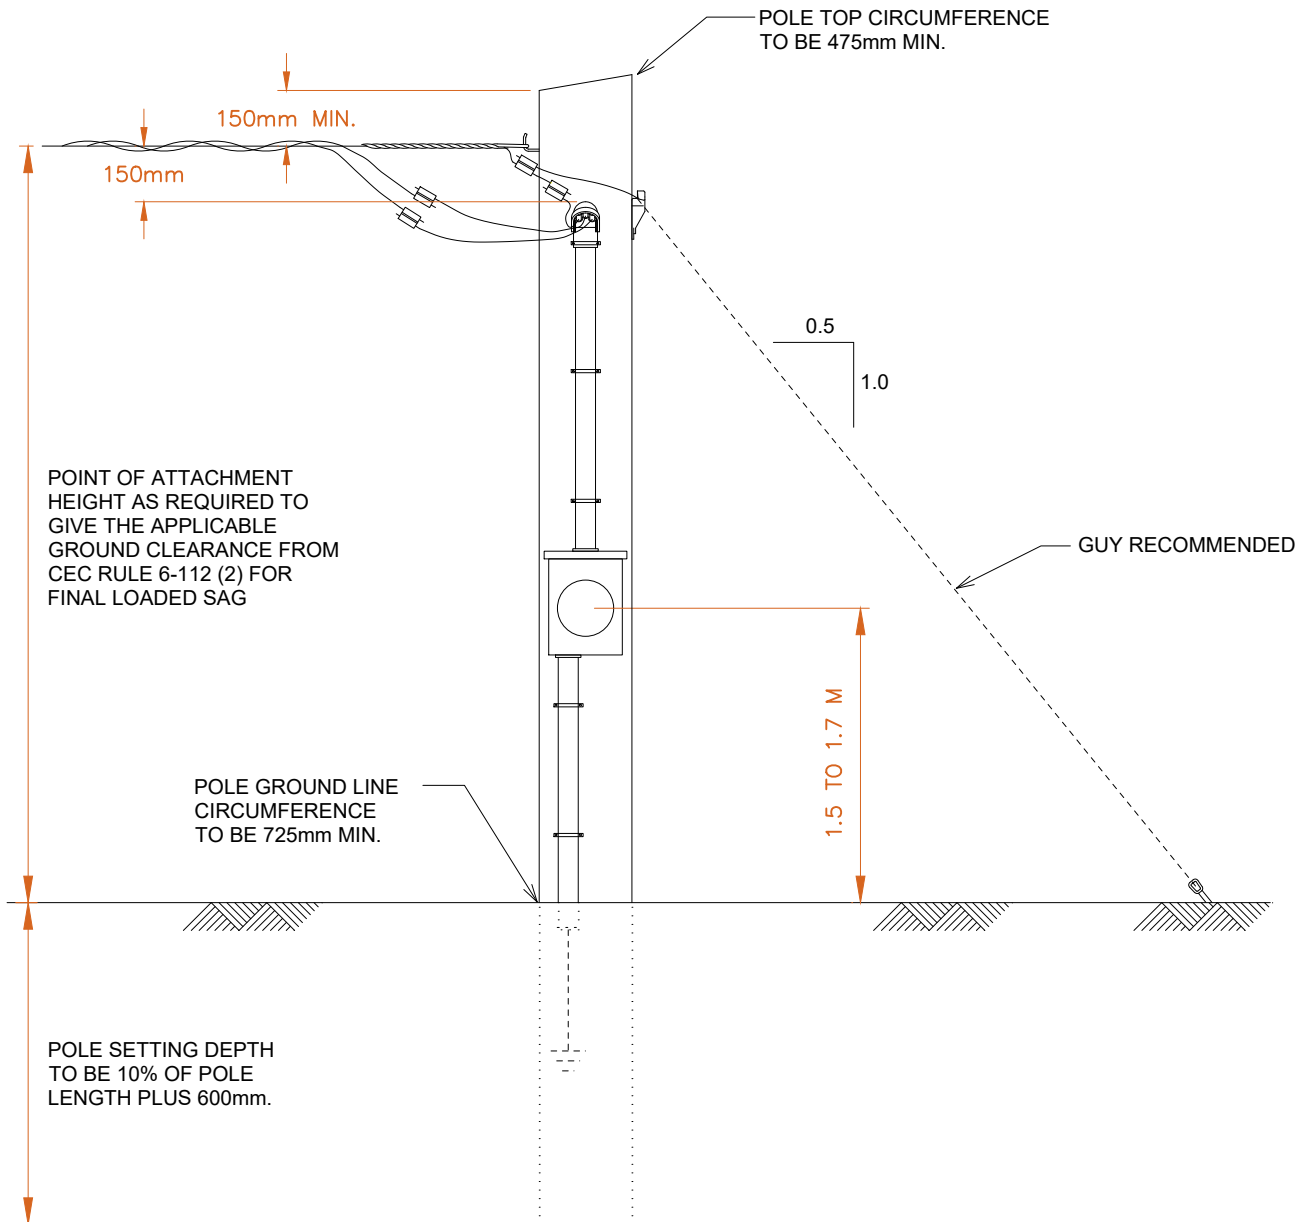 POLE TOP CIRCUMFERENCE
TO BE 475mm MIN.
150mm MIN.
150mm
0.5
1.0
POINT OF ATTACHMENT
HEIGHT AS REQUIRED TO
GIVE THE APPLICABLE
GROUND CLEARANCE FROM
CEC RULE 6-112 (2) FOR
FINAL LOADED SAG
GUY RECOMMENDED
1.5 TO 1.7 M
POLE GROUND LINE
CIRCUMFERENCE
TO BE 725mm MIN.
POLE SETTING DEPTH
TO BE 10% OF POLE
LENGTH PLUS 600mm.